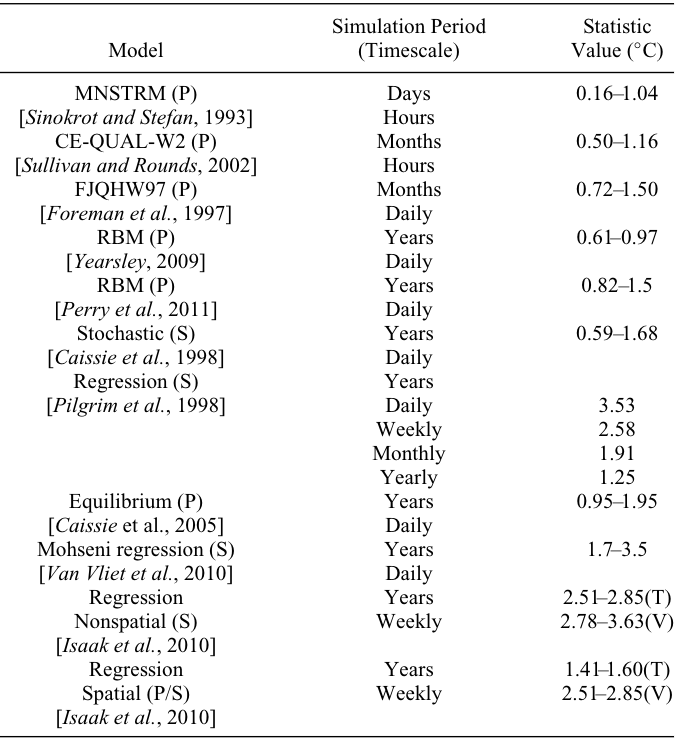 Simulation Period Statistic
Model (Timescale) Value (°C)
MNSTRM (P) Days 0.16–1.04
[Sinokrot and Stefan, 1993] Hours
CE-QUAL-W2 (P) Months 0.50–1.16
[Sullivan and Rounds, 2002] Hours
FJQHW97 (P) Months 0.72–1.50
[Foreman et al., 1997] Daily
RBM (P) Years 0.61–0.97
[Yearsley, 2009] Daily
RBM (P) Years 0.82–1.5
[Perry et al., 2011] Daily
Stochastic (S) Years 0.59–1.68
[Caissie et al., 1998] Daily
Regression (S) Years
[Pilgrim et al., 1998] Daily 3.53
Weekly 2.58
Monthly 1.91
Yearly 1.25
Equilibrium (P) Years 0.95–1.95
[Caissie et al., 2005] Daily
Mohseni regression (S) Years 1.7–3.5
[Van Vliet et al., 2010] Daily
Regression Years 2.51–2.85(T)
Nonspatial (S) Weekly 2.78–3.63(V)
[Isaak et al., 2010]
Regression Years 1.41–1.60(T)
Spatial (P/S) Weekly 2.51–2.85(V)
[Isaak et al., 2010]